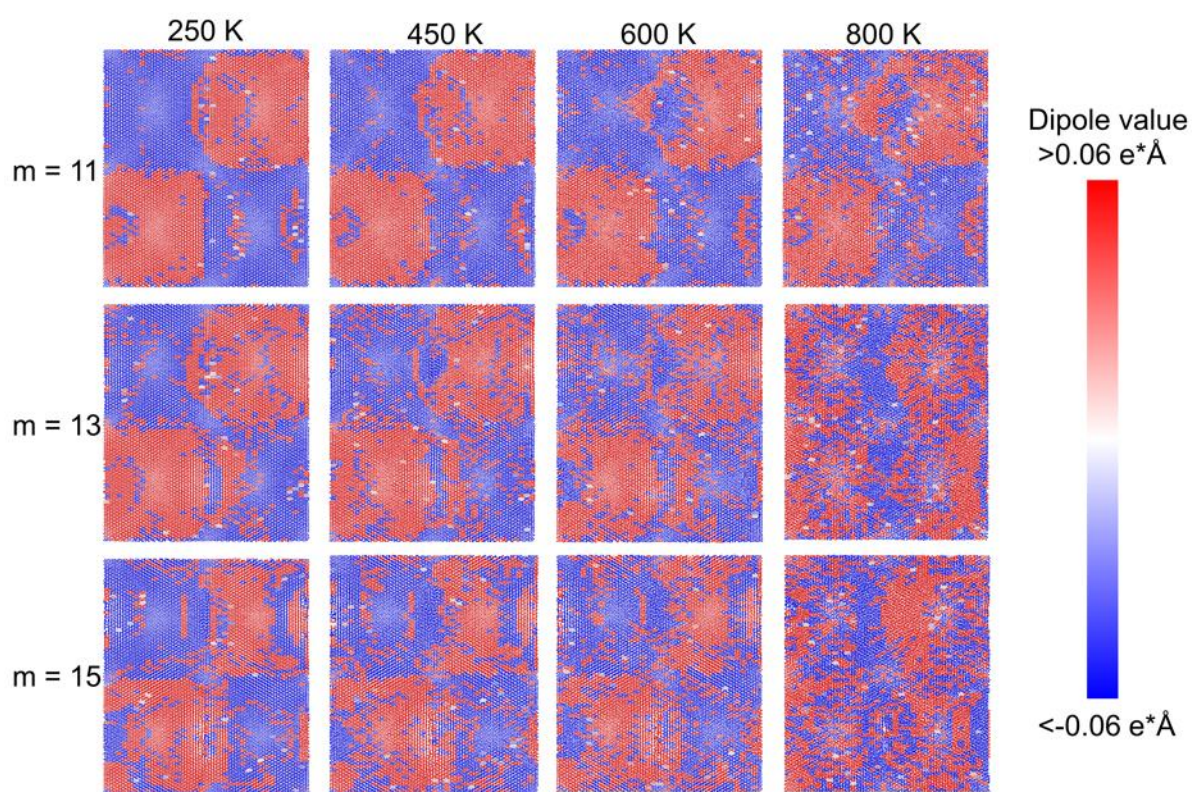 250 K
450 K
600 K
800 K
Dipole value
>0.06 e*Å
m = 11
m = 13
m = 15
<-0.06 e*Å